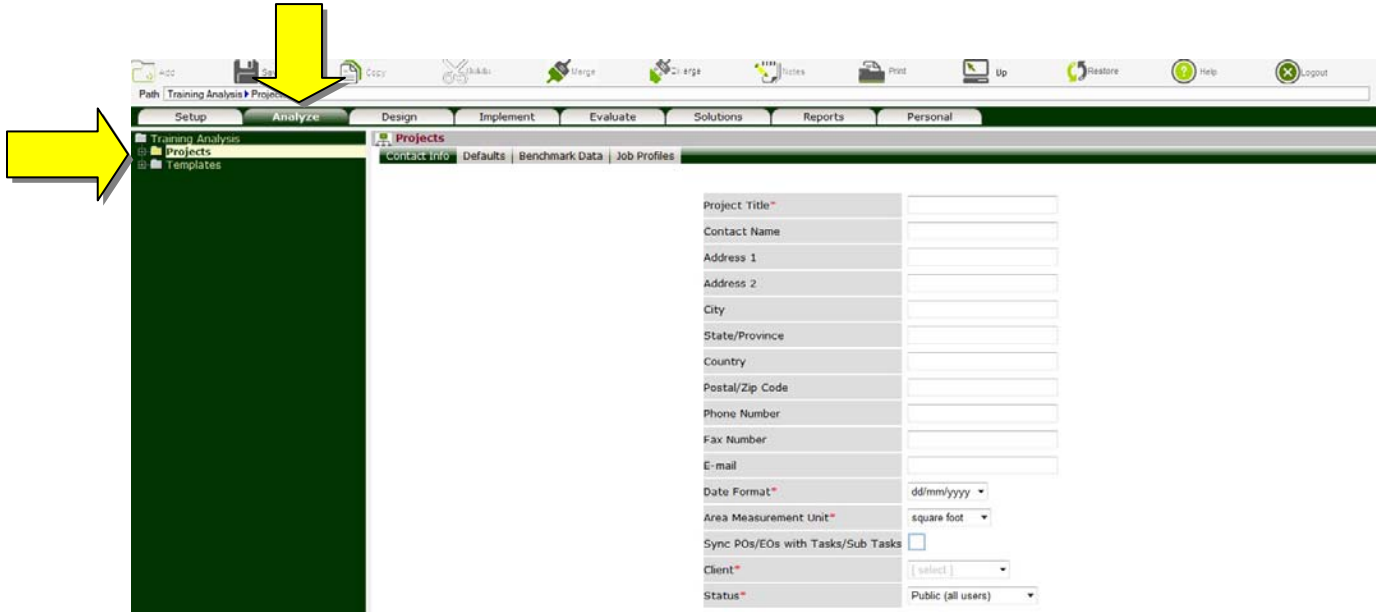 Add Sav Copy Merge erge Notes Print Up Restore Help Logout
Path Training Analysis Projec
Setup Analyze Design Implement Evaluate Solutions Reports Personal
Training Analysis
Projects
Templates
Projects
Contact Info Defaults Benchmark Data Job Profiles
Project Title*
Contact Name
Address 1
Address 2
City
State/Province
Country
Postal/Zip Code
Phone Number
Fax Number
E-mail
Date Format* dd/mm/yyyy
Area Measurement Unit* square foot
Sync POs/EOs with Tasks/Sub Tasks
Client* [ select ]
Status* Public (all users)